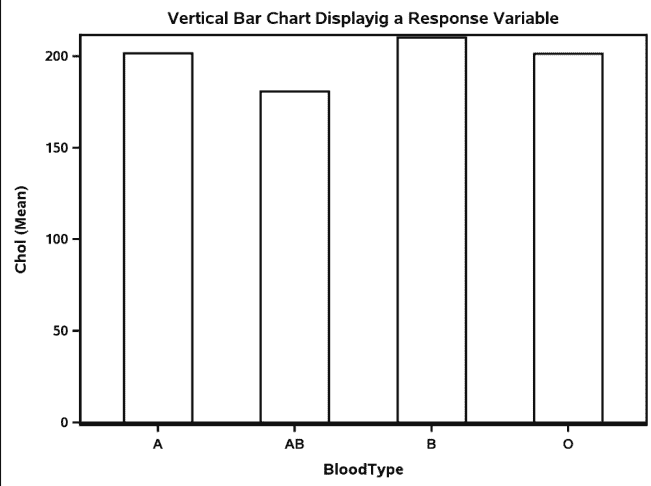 Vertical Bar Chart Displayig a Response Variable
200
150
100
50
0
Chol (Mean)
A AB B O
BloodType